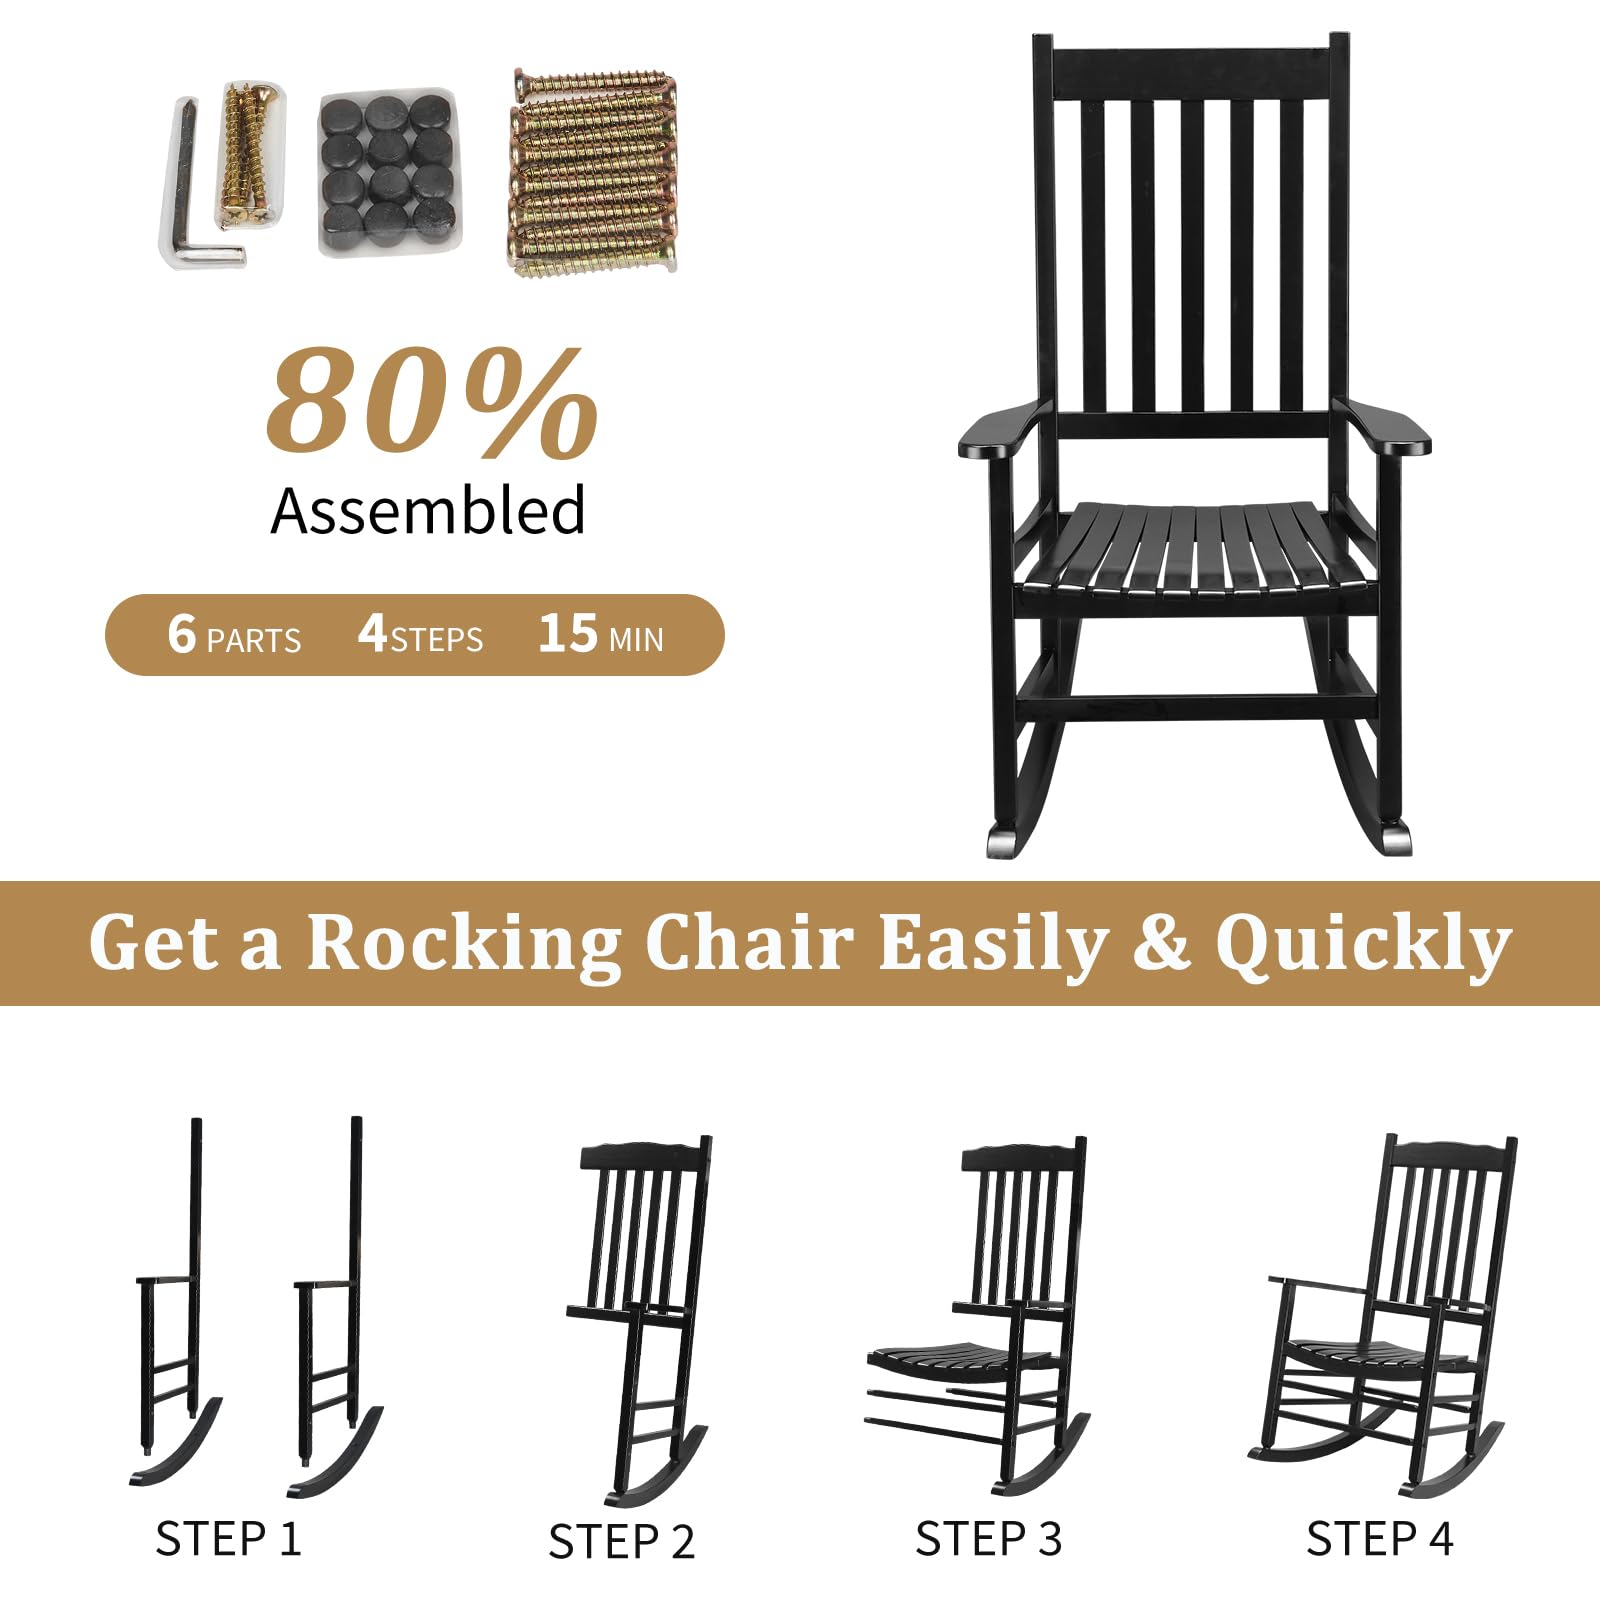 80%
Assembled
6 PARTS 4STEPS 15 MIN
Get a Rocking Chair Easily & Quickly
STEP 1 STEP 2 STEP 3 STEP 4